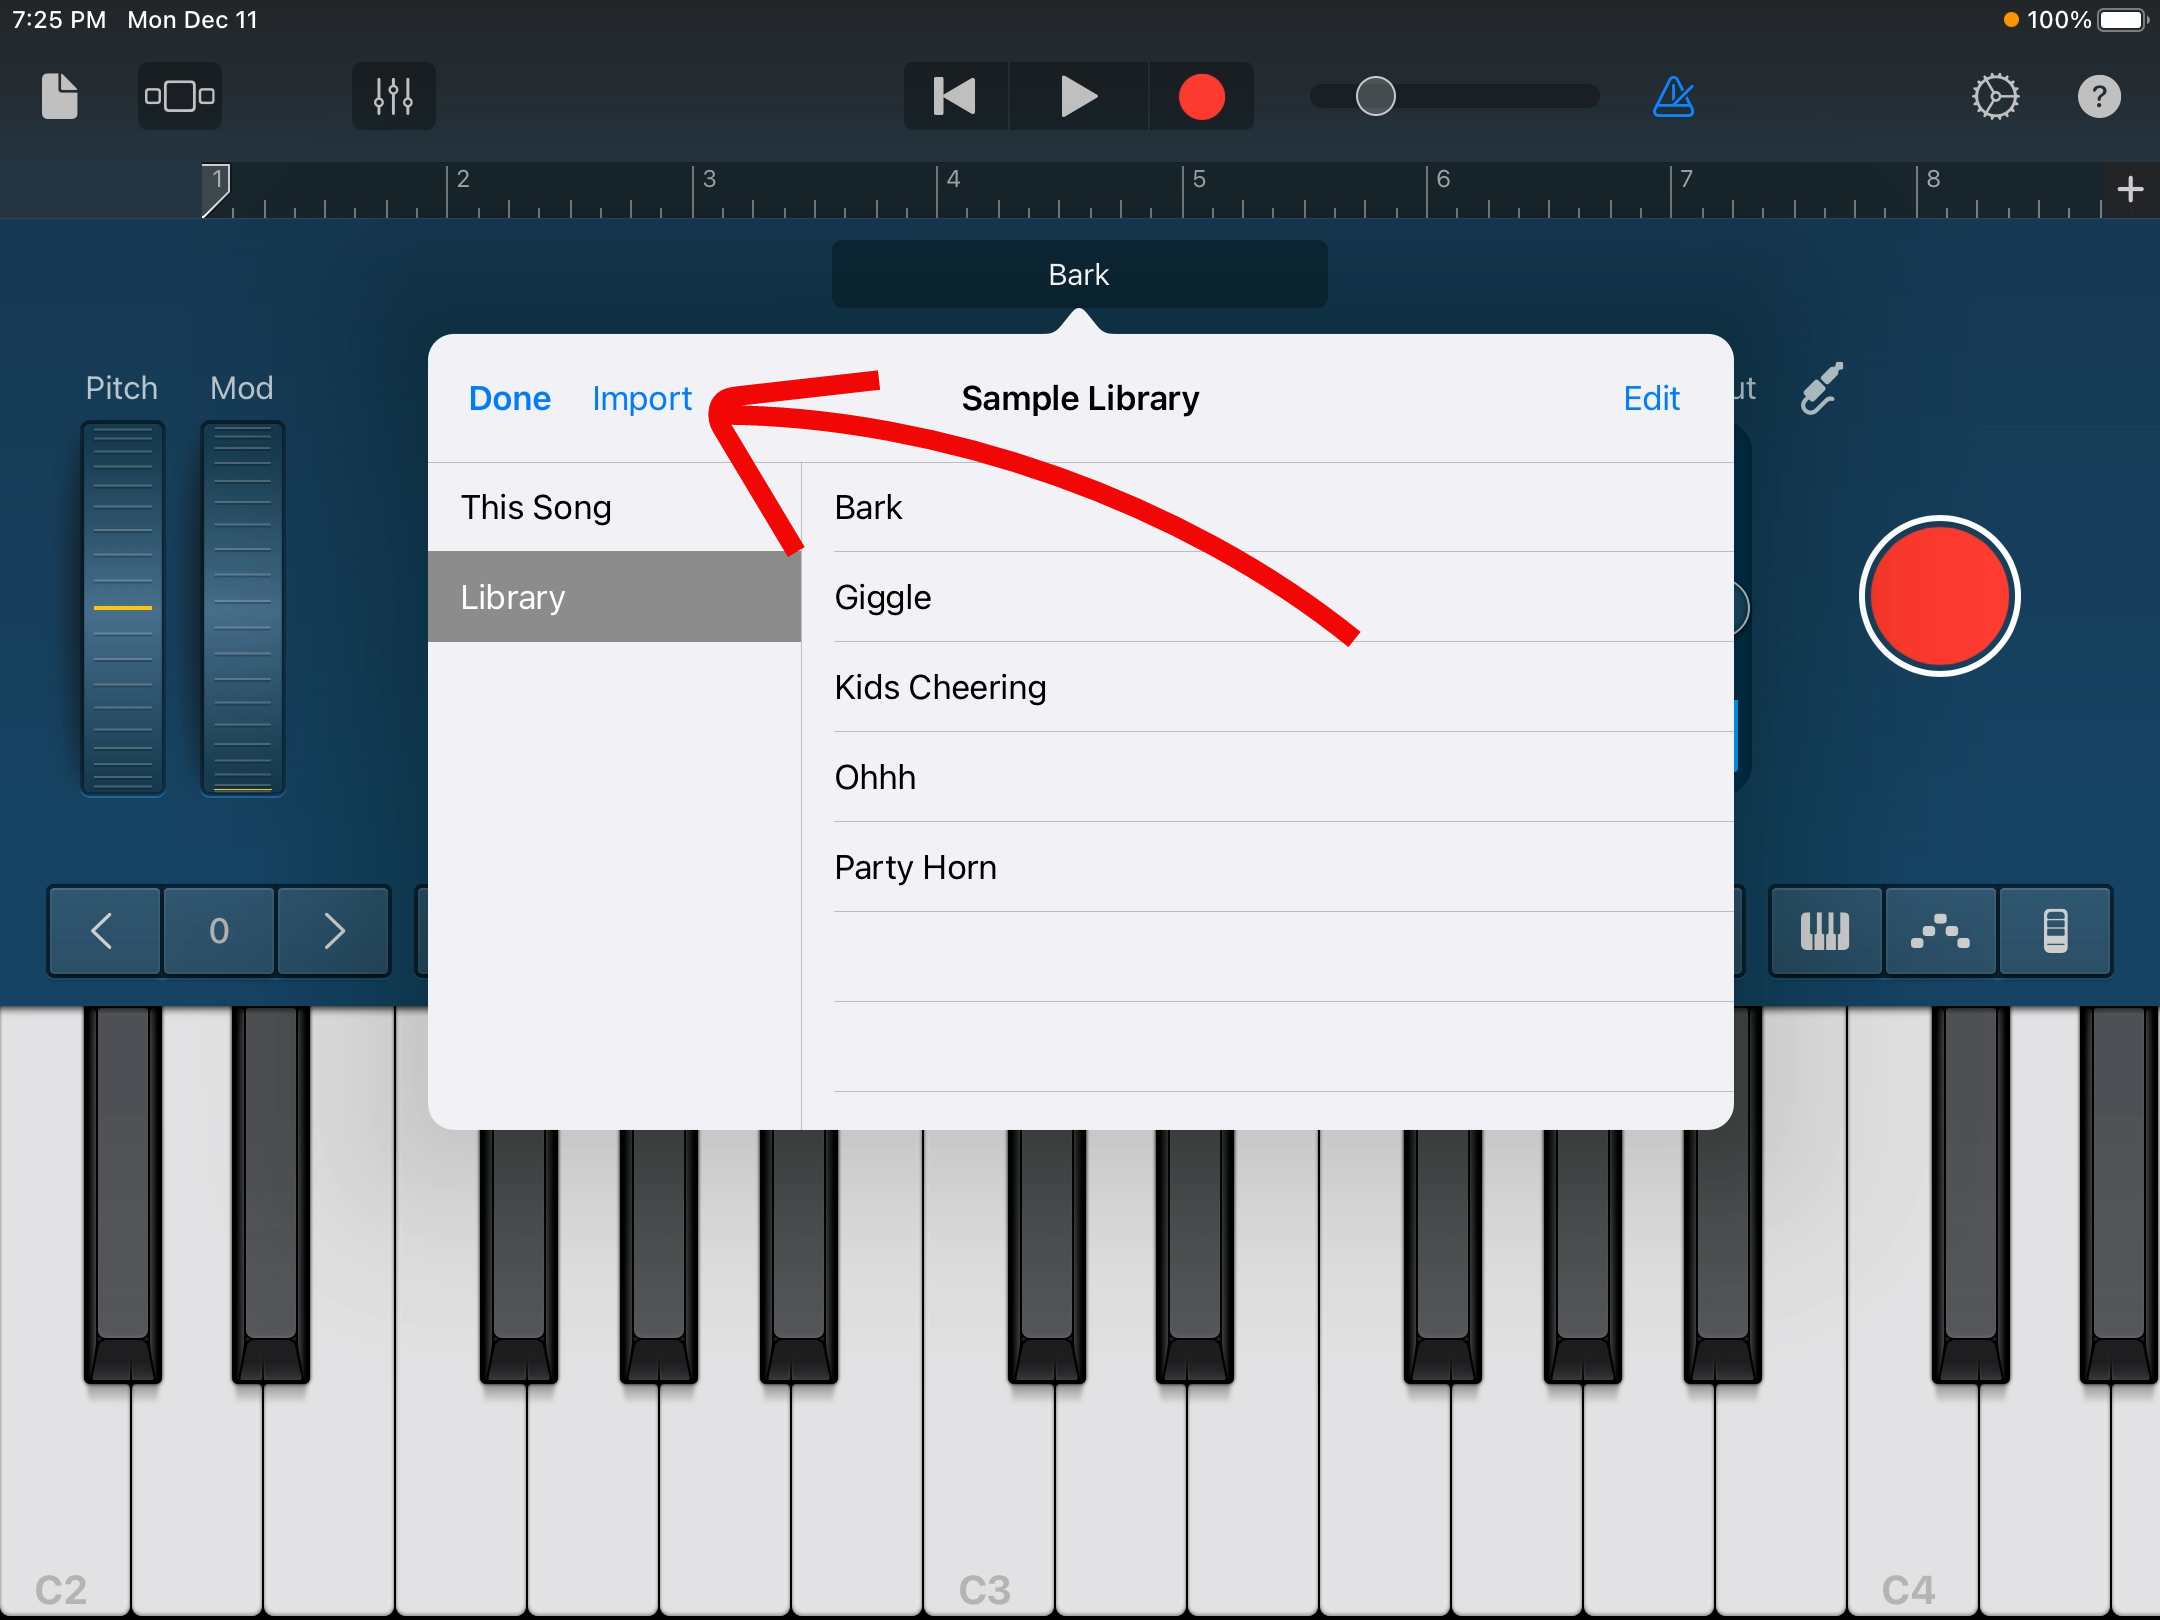 7:25 PM Mon Dec 11
100%
?
1 2 3 4 5 6 7 8 +
Bark
Pitch Mod
Done Import Sample Library Edit
ut
This Song
Library
Bark
Giggle
Kids Cheering
Ohhh
Party Horn
< 0 >
C2 C3 C4